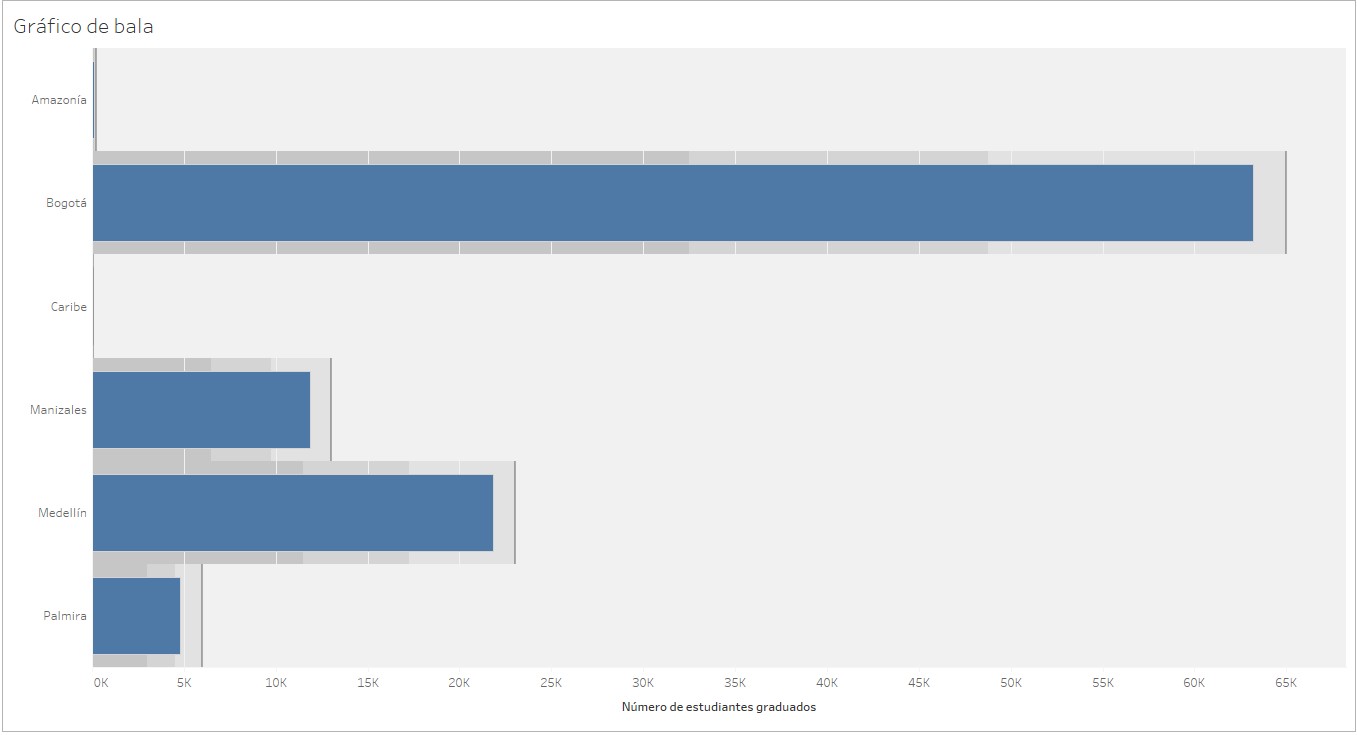 Gráfico de bala
Amazonía
Bogotá
Caribe
Manizales
Medellín
Palmira
0K 5K 10K 15K 20K 25K 30K 35K 40K 45K 50K 55K 60K 65K
Número de estudiantes graduados